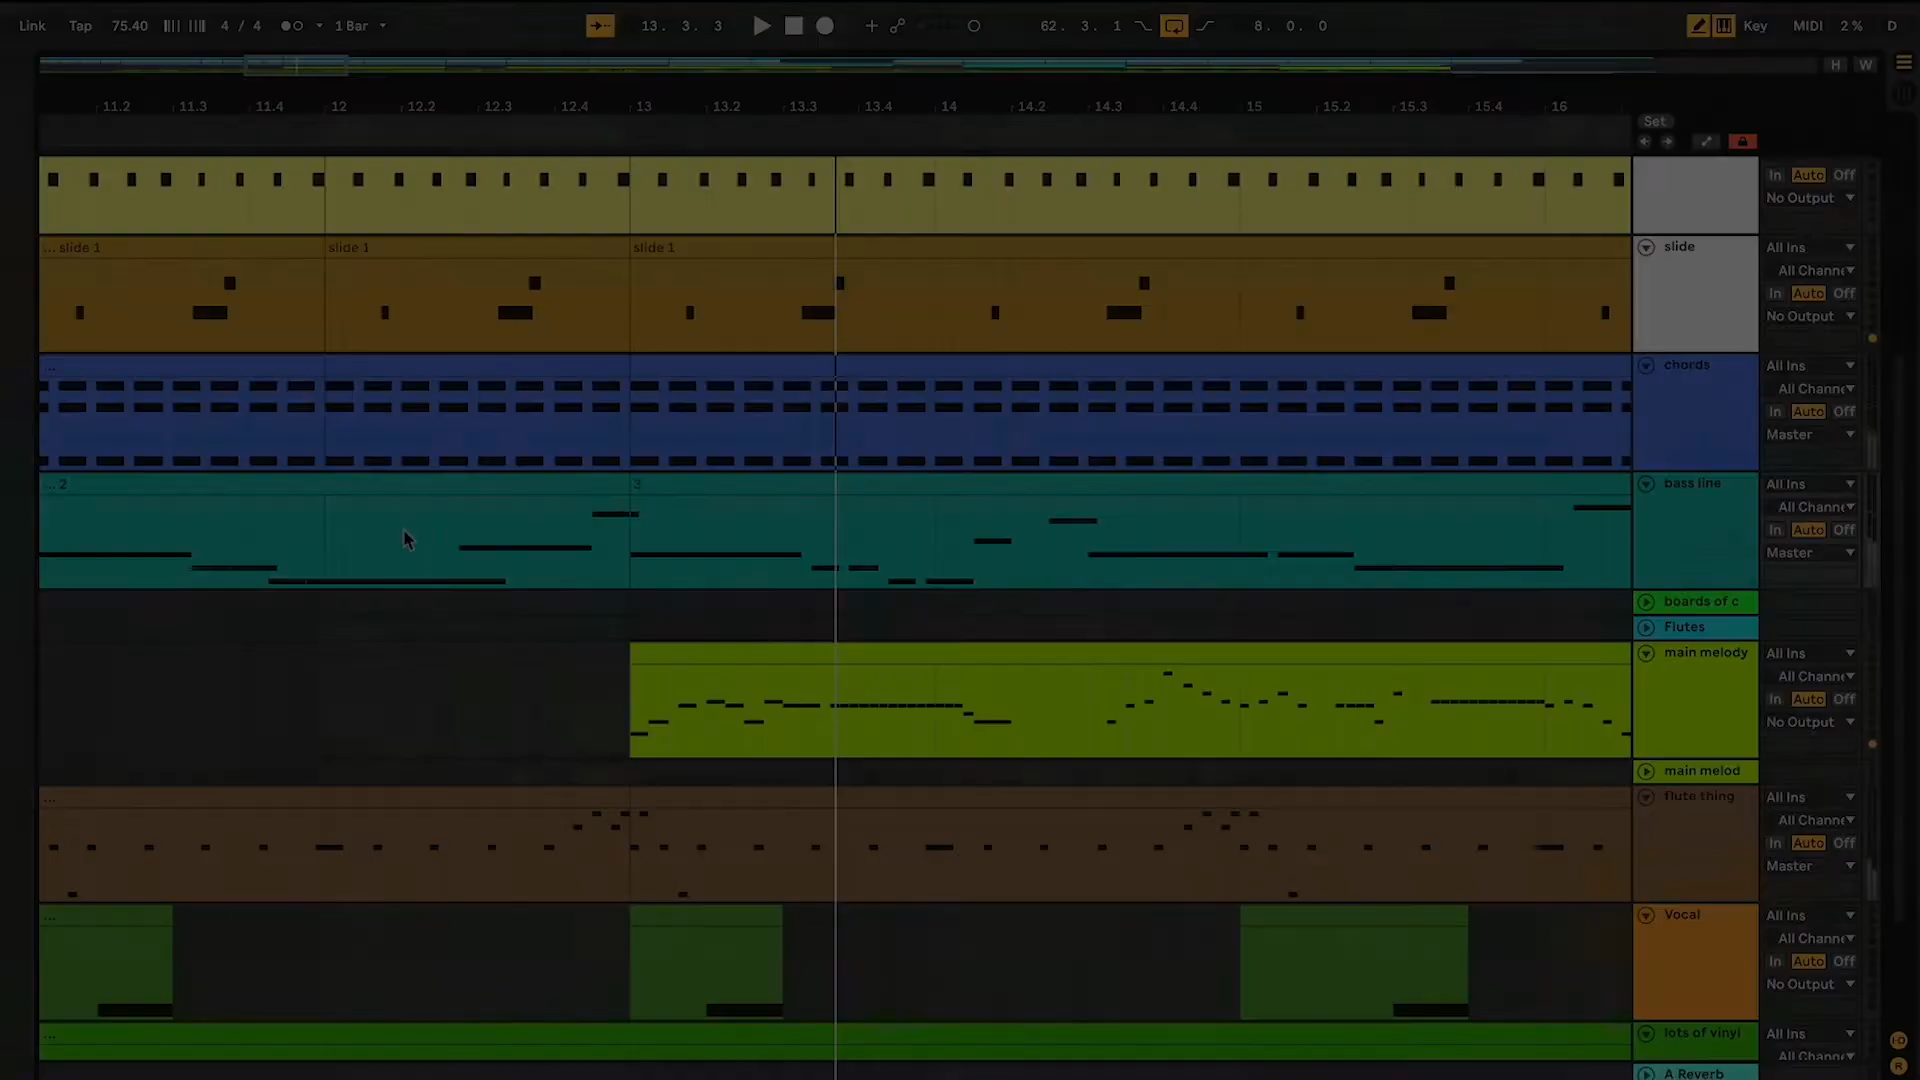 Link Tap 75.40 4 / 4 1 Bar 13. 3. 3 62. 3. 1 8. 0. 0 Key MIDI 2 % D
H W
11.2 11.3 11.4 12 12.2 12.3 12.4 13 13.2 13.3 13.4 14 14.2 14.3 14.4 15 15.2 15.3 15.4 16
Set
In Auto Off
No Output
... slide 1 slide 1 slide 1 slide All Ins
All Channe
In Auto Off
No Output
... chords All Ins
All Channe
In Auto Off
Master
... 2 3 bass line All Ins
All Channe
In Auto Off
Master
boards of c
Flutes
main melody All Ins
All Channe
In Auto Off
No Output
main melod
... flute thing All Ins
All Channe
In Auto Off
Master
... Vocal All Ins
All Channe
In Auto Off
No Output
... lots of vinyl All Ins
All Channe
A Reverb
I·O
R